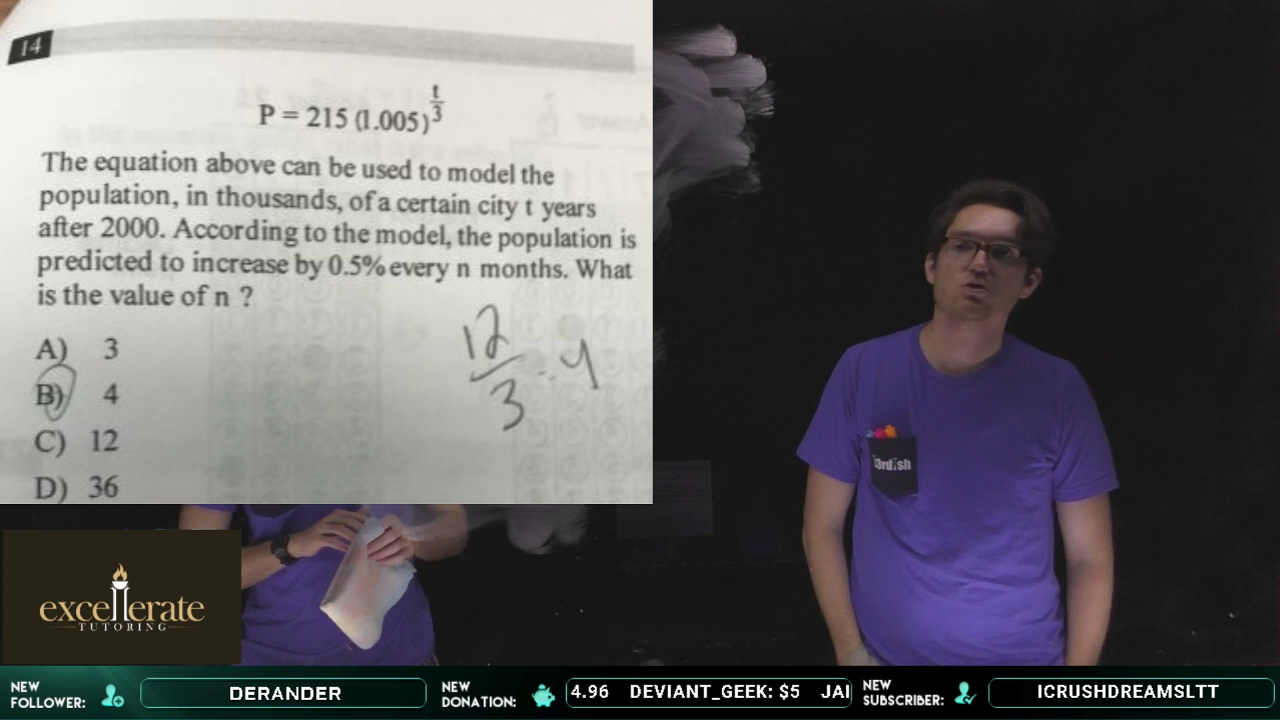 14
P = 215 (1.005)^{t/3}
The equation above can be used to model the
population, in thousands, of a certain city t years
after 2000. According to the model, the population is
predicted to increase by 0.5% every n months. What
is the value of n ?
A) 3
B) 4
C) 12
D) 36
12
3
4
3rdish
excellerate
TUTORING
NEW FOLLOWER:
DERANDER
NEW DONATION:
4.96 DEVIANT_GEEK: $5 JAI
NEW SUBSCRIBER:
ICRUSHDREAMSLTT